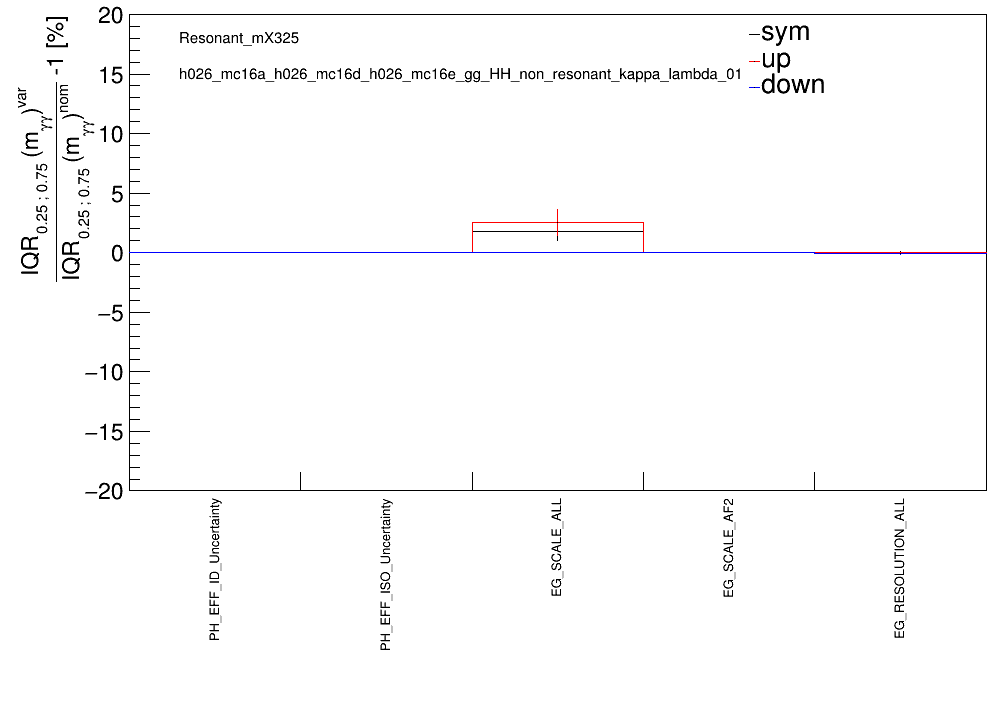 IQR0.25 ; 0.75 (mγγ)var
IQR0.25 ; 0.75 (mγγ)nom -1 [%]
20
15
10
5
0
−5
−10
−15
−20
Resonant_mX325
h026_mc16a_h026_mc16d_h026_mc16e_gg_HH_non_resonant_kappa_lambda_01
sym
up
down
PH_EFF_ID_Uncertainty
PH_EFF_ISO_Uncertainty
EG_SCALE_ALL
EG_SCALE_AF2
EG_RESOLUTION_ALL